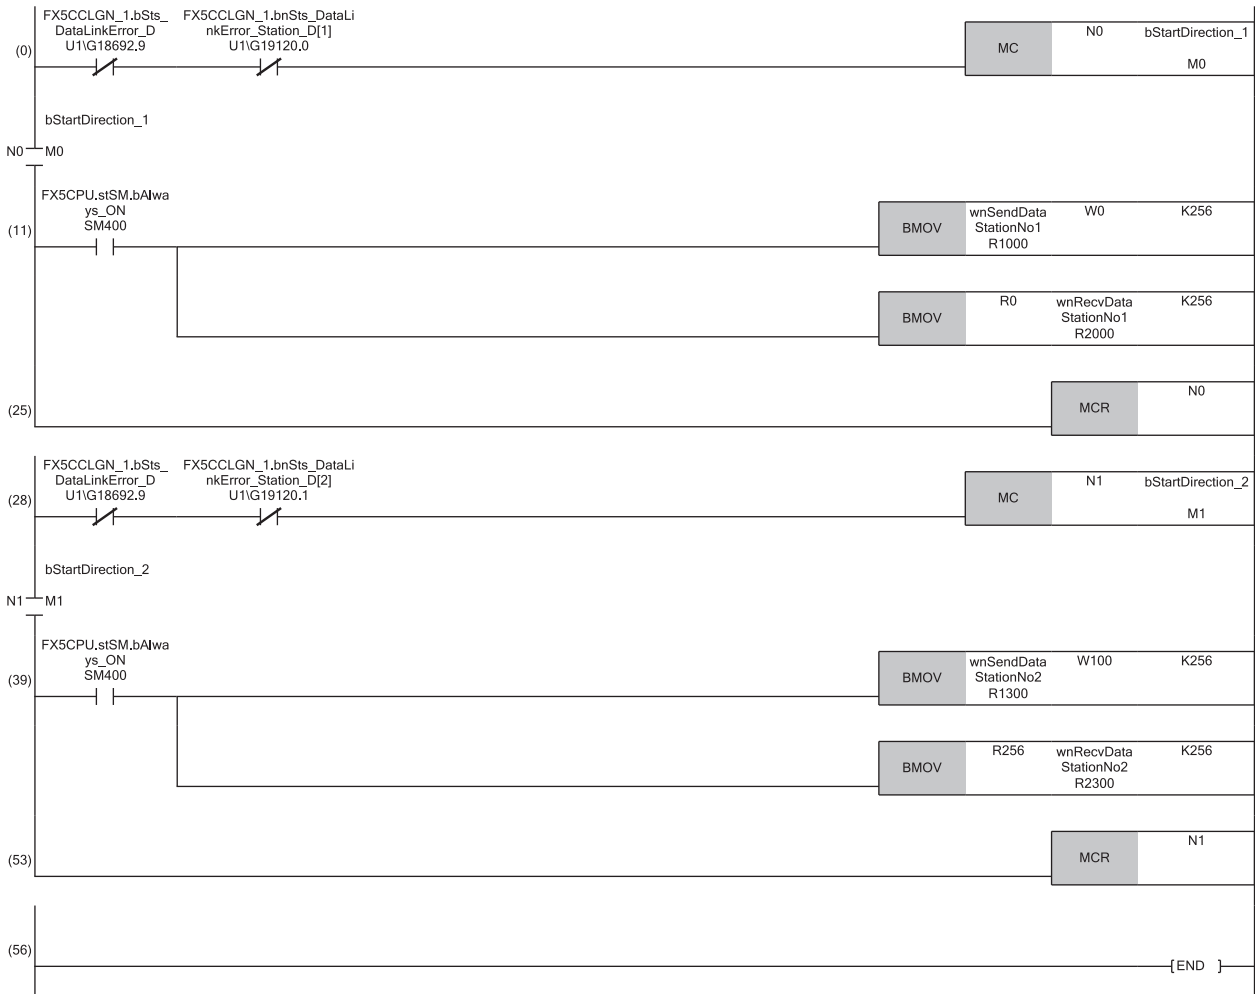 FX5CCLGN_1.bSts_
DataLinkError_D
U1\G18692.9
FX5CCLGN_1.bnSts_DataLi
nkError_Station_D[1]
U1\G19120.0
(0)
MC
N0
bStartDirection_1
M0
bStartDirection_1
N0
M0
FX5CPU.stSM.bAlwa
ys_ON
SM400
(11)
BMOV
wnSendData
StationNo1
R1000
W0
K256
BMOV
R0
wnRecvData
StationNo1
R2000
K256
(25)
MCR
N0
FX5CCLGN_1.bSts_
DataLinkError_D
U1\G18692.9
FX5CCLGN_1.bnSts_DataLi
nkError_Station_D[2]
U1\G19120.1
(28)
MC
N1
bStartDirection_2
M1
bStartDirection_2
N1
M1
FX5CPU.stSM.bAlwa
ys_ON
SM400
(39)
BMOV
wnSendData
StationNo2
R1300
W100
K256
BMOV
R256
wnRecvData
StationNo2
R2300
K256
(53)
MCR
N1
(56)
[END ]